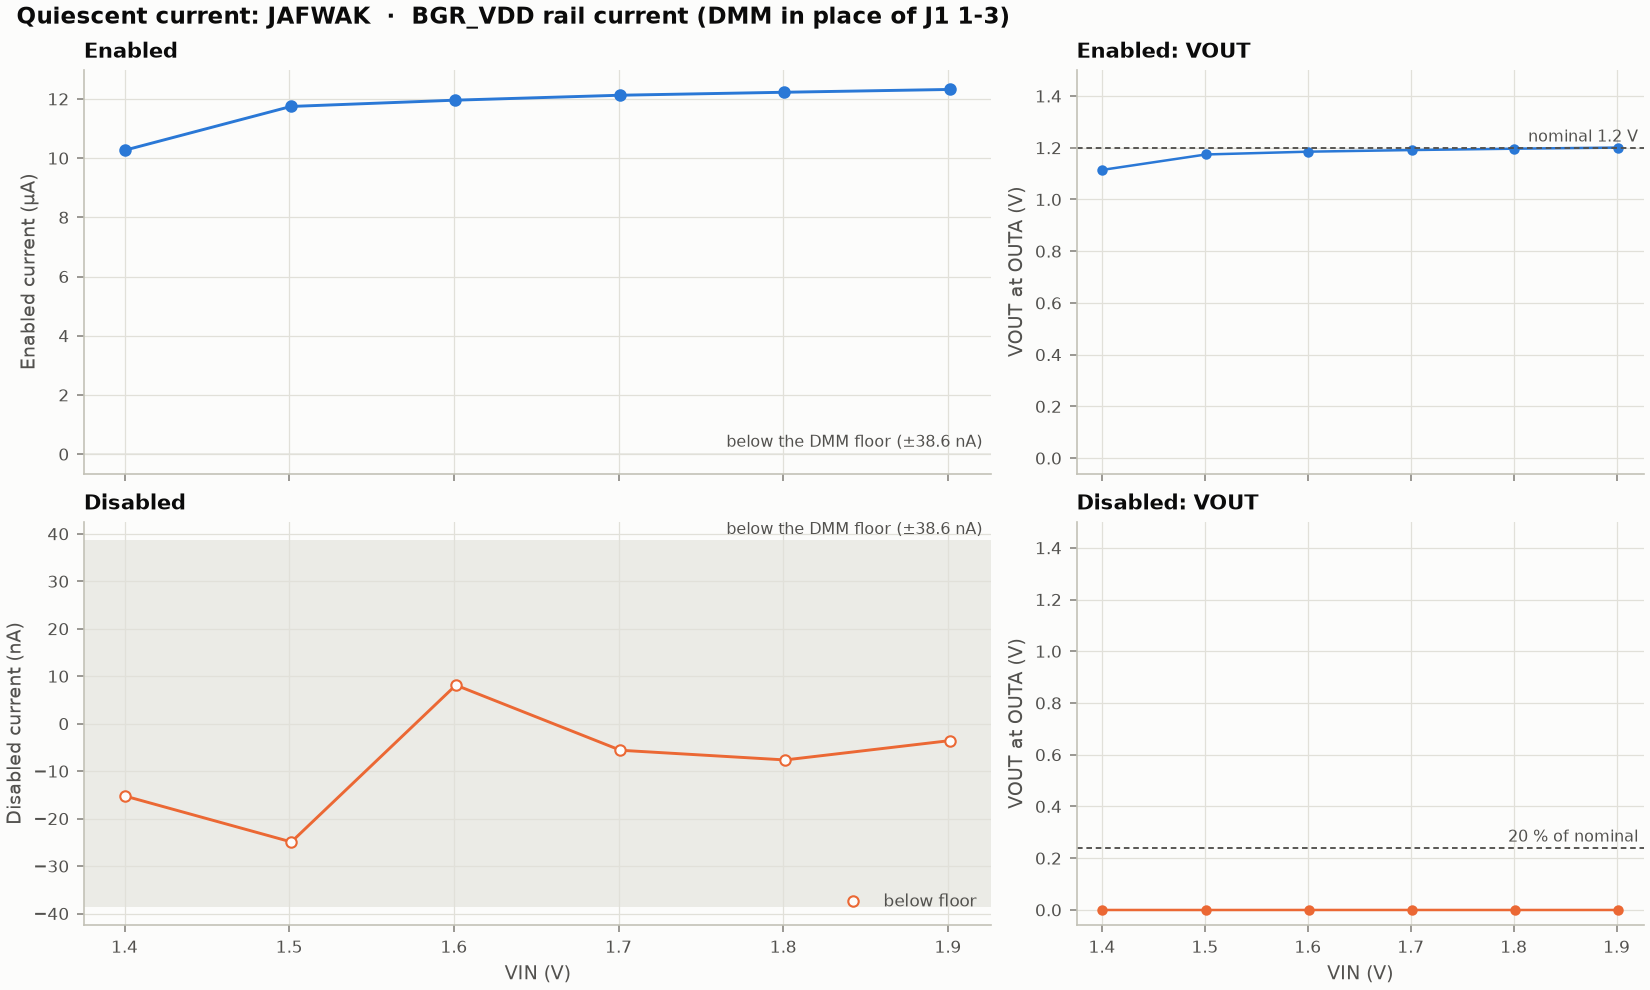 Quiescent current: JAFWAK · BGR_VDD rail current (DMM in place of J1 1-3)
Enabled
Enabled current (µA)
12
10
8
6
4
2
0
below the DMM floor (±38.6 nA)
Enabled: VOUT
VOUT at OUTA (V)
1.4
1.2
1.0
0.8
0.6
0.4
0.2
0.0
nominal 1.2 V
Disabled
Disabled current (nA)
40
30
20
10
0
−10
−20
−30
−40
below the DMM floor (±38.6 nA)
below floor
1.4 1.5 1.6 1.7 1.8 1.9
VIN (V)
Disabled: VOUT
VOUT at OUTA (V)
1.4
1.2
1.0
0.8
0.6
0.4
0.2
0.0
20 % of nominal
1.4 1.5 1.6 1.7 1.8 1.9
VIN (V)